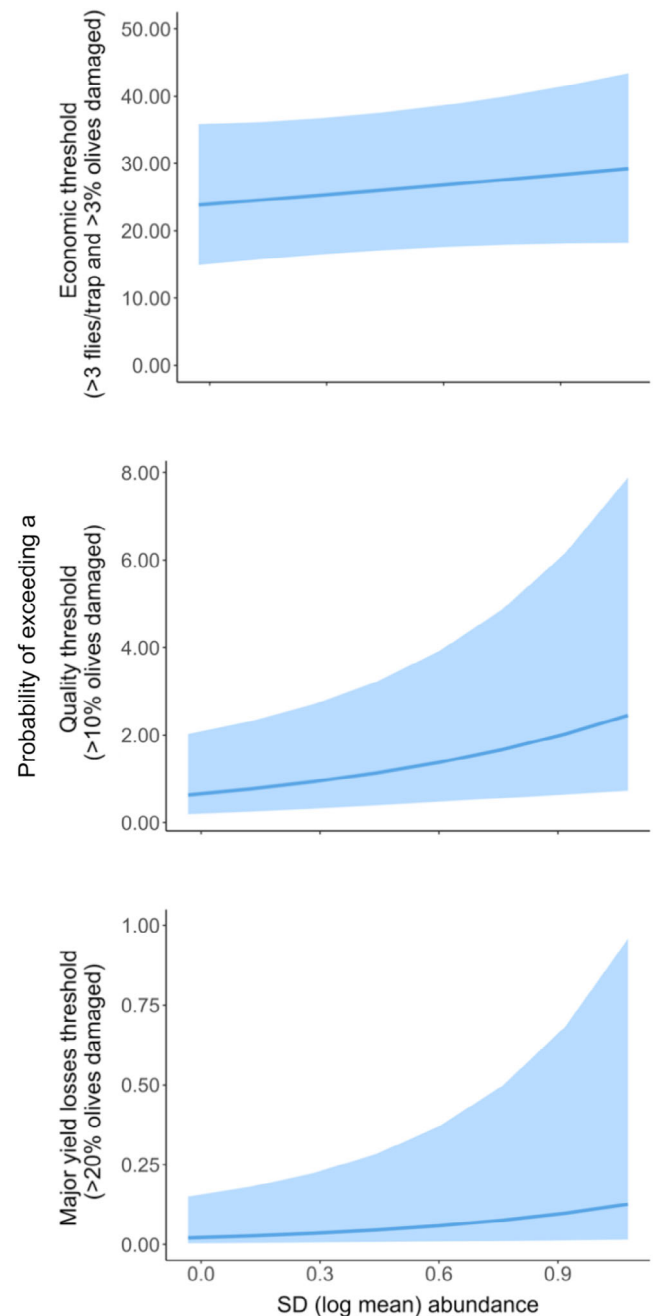 Probability of exceeding a
Economic threshold
(>3 flies/trap and >3% olives damaged)
50.00
40.00
30.00
20.00
10.00
0.00
Quality threshold
(>10% olives damaged)
8.00
6.00
4.00
2.00
0.00
Major yield losses threshold
(>20% olives damaged)
1.00
0.75
0.50
0.25
0.00
0.0 0.3 0.6 0.9
SD (log mean) abundance